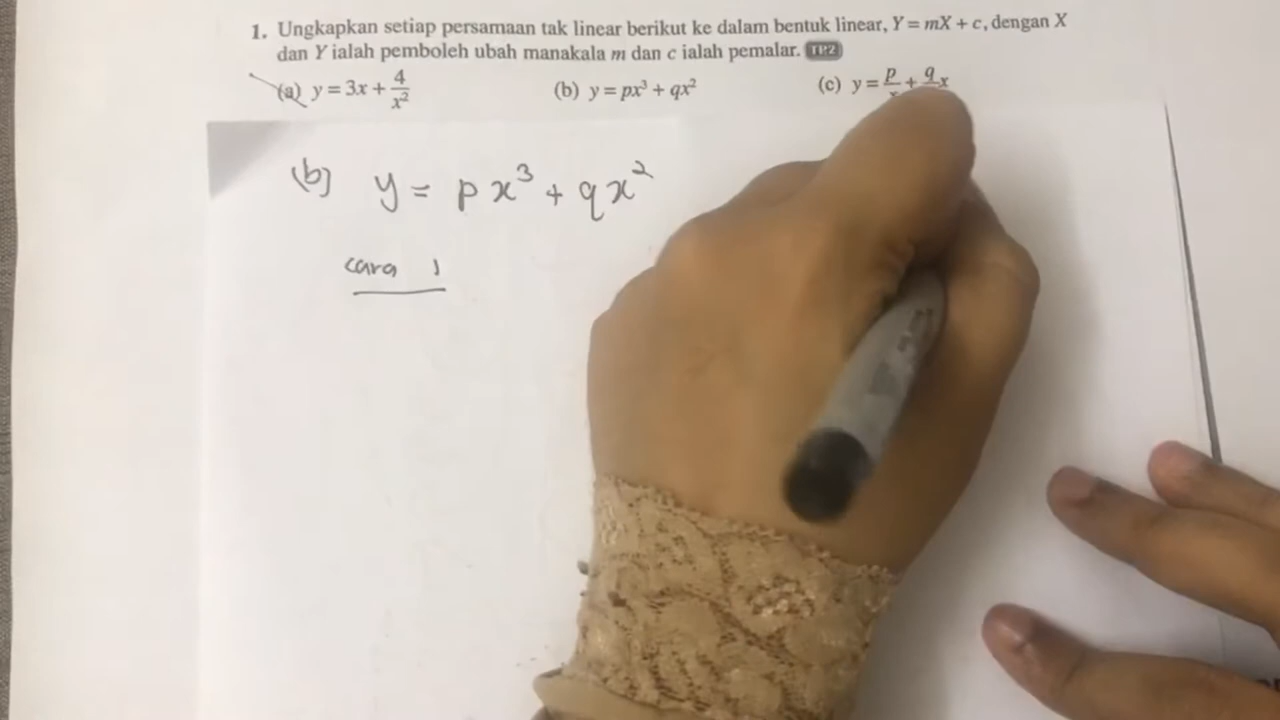 1. Ungkapkan setiap persamaan tak linear berikut ke dalam bentuk linear, Y = mX + c, dengan X
dan Y ialah pemboleh ubah manakala m dan c ialah pemalar. TP2
(a) y = 3x + 4/x² (b) y = px³ + qx² (c) y = p/ + q/x
(b) y = px³ + qx²
cara 1